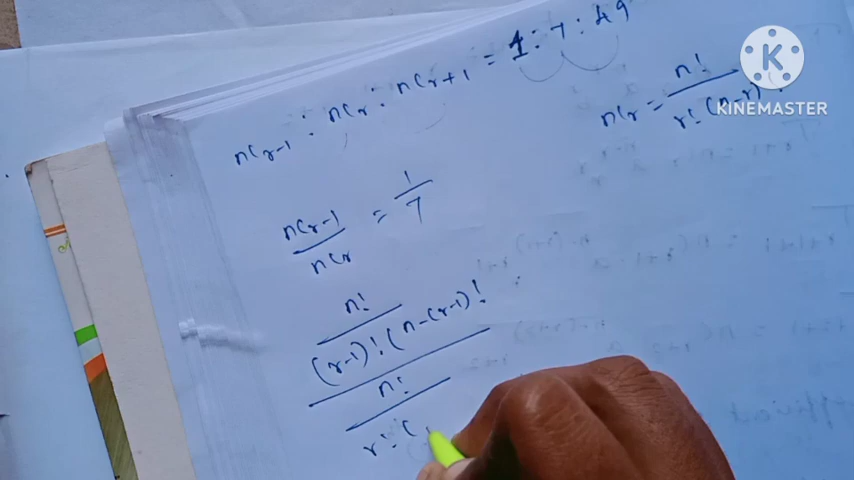 nCr-1 : nCr : nCr+1 = 1 : 7 : 49
nCr = n! / r! (n-r)!
KINEMASTER
nCr-1 / nCr = 1 / 7
n!
(r-1)! (n-(r-1)!
n!
r! (